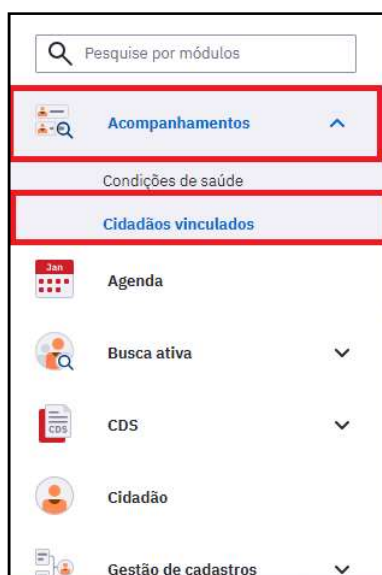 Pesquise por módulos
Acompanhamentos
Condições de saúde
Cidadãos vinculados
Jan
Agenda
Busca ativa
CDS
CDS
Cidadão
Gestão de cadastros